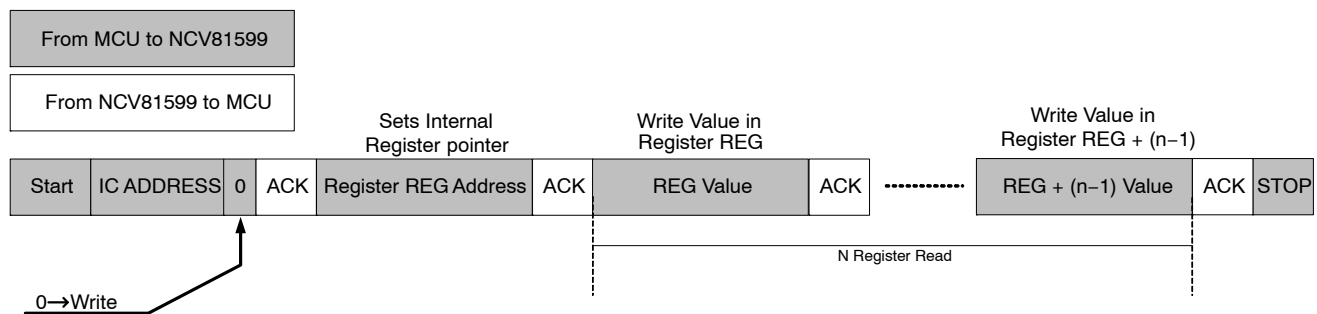 From MCU to NCV81599
From NCV81599 to MCU
Sets Internal
Register pointer
Write Value in
Register REG
Write Value in
Register REG + (n−1)
Start IC ADDRESS 0 ACK Register REG Address ACK REG Value ACK REG + (n−1) Value ACK STOP
N Register Read
0→Write